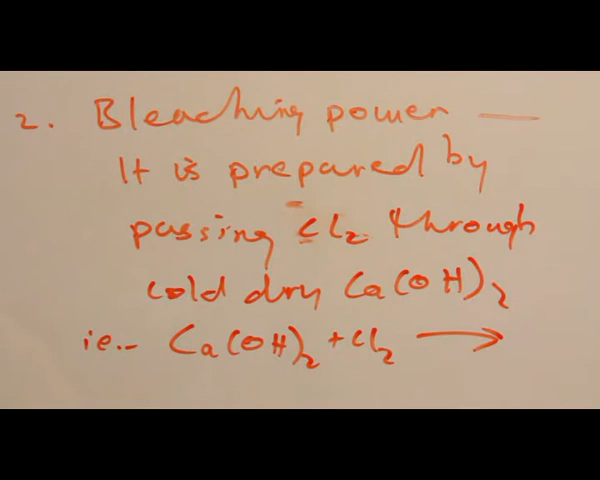 2. Bleaching power —
It is prepared by
passing Cl₂ through
cold dry Ca(OH)₂
ie.- Ca(OH)₂ + Cl₂ ⟶